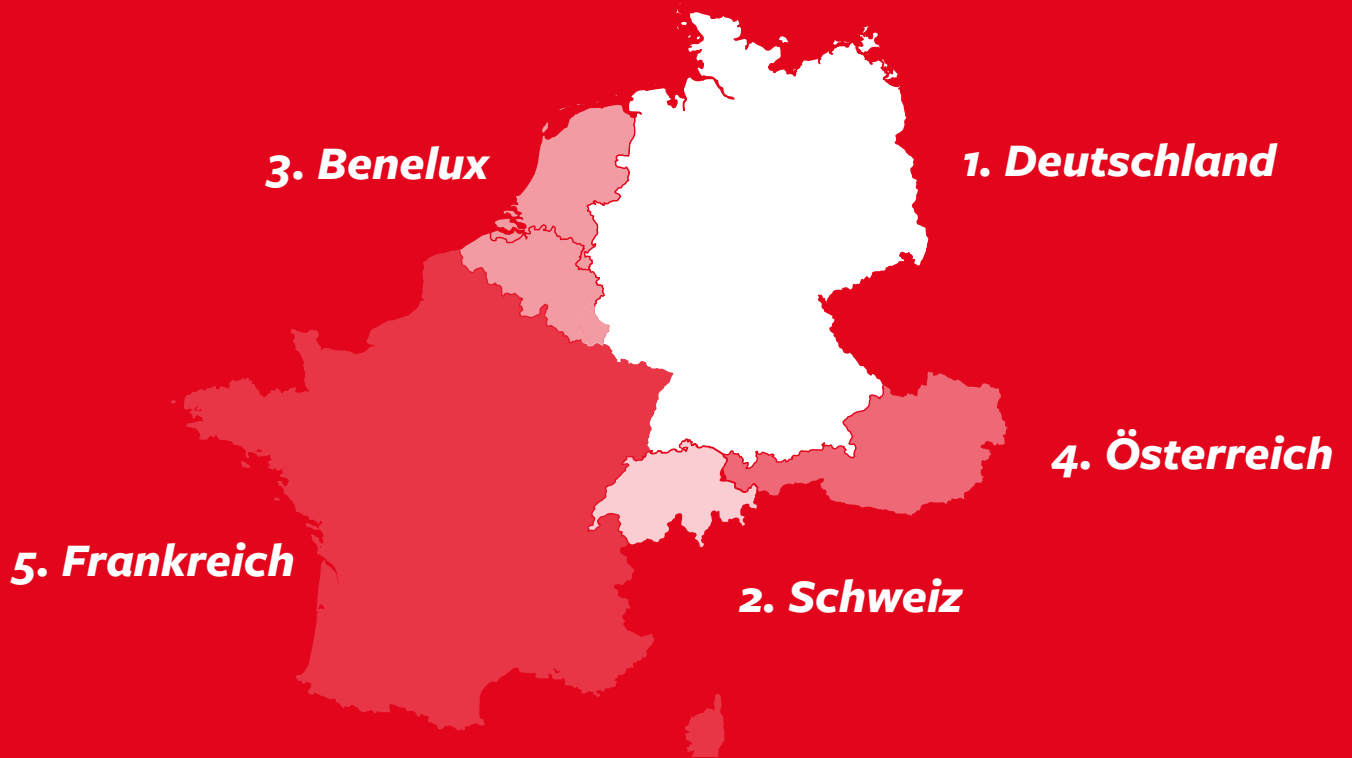 3. Benelux
1. Deutschland
4. Österreich
5. Frankreich
2. Schweiz